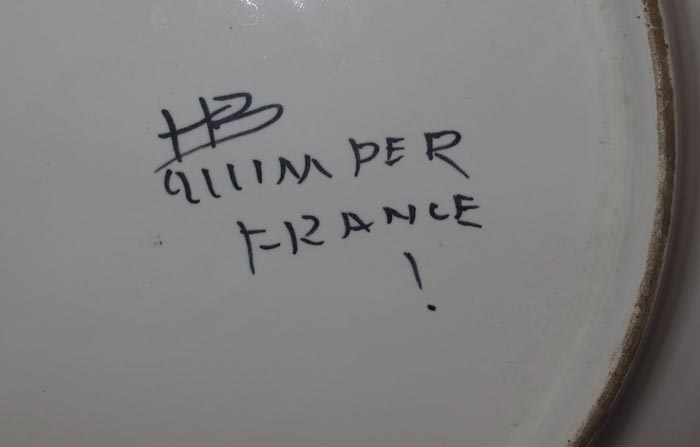 HB
QUIMPER
FRANCE
!